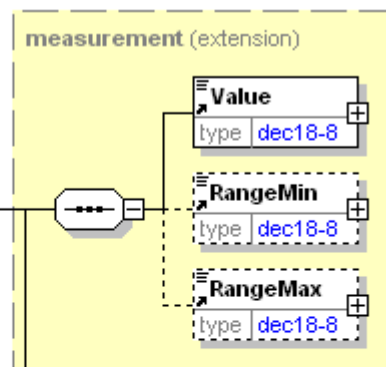 measurement (extension)
Value
type dec18-8
RangeMin
type dec18-8
RangeMax
type dec18-8